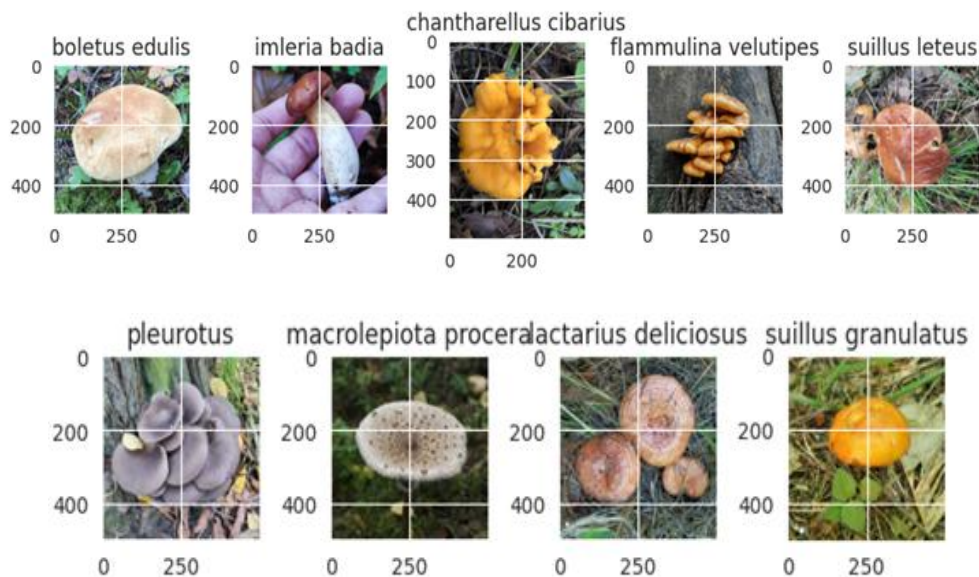 chantharellus cibarius
boletus edulis imleria badia flammulina velutipes suillus leteus
0 0 0 0 0
100
200 200 200 200 200
300
400 400 400 400 400
0 250 0 250 0 200 0 250 0 250
pleurotus macrolepiota procera lactarius deliciosus suillus granulatus
0 0 0 0
200 200 200 200
400 400 400 400
0 250 0 250 0 250 0 250